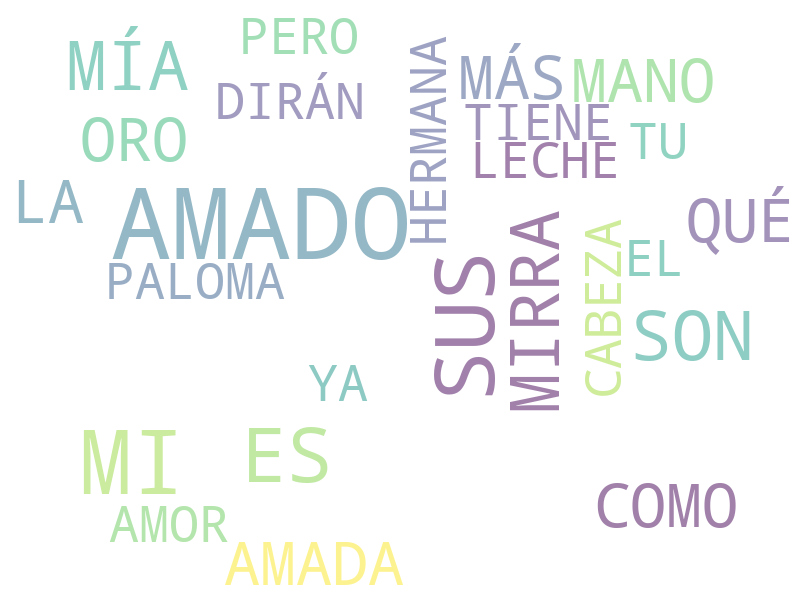 PERO
MÍA
MÁS
MANO
DIRÁN
HERMANA
TIENE
ORO
TU
LECHE
LA
AMADO
QUÉ
EL
PALOMA
SUS
MIRRA
CABEZA
SON
YA
MI
ES
COMO
AMOR
AMADA